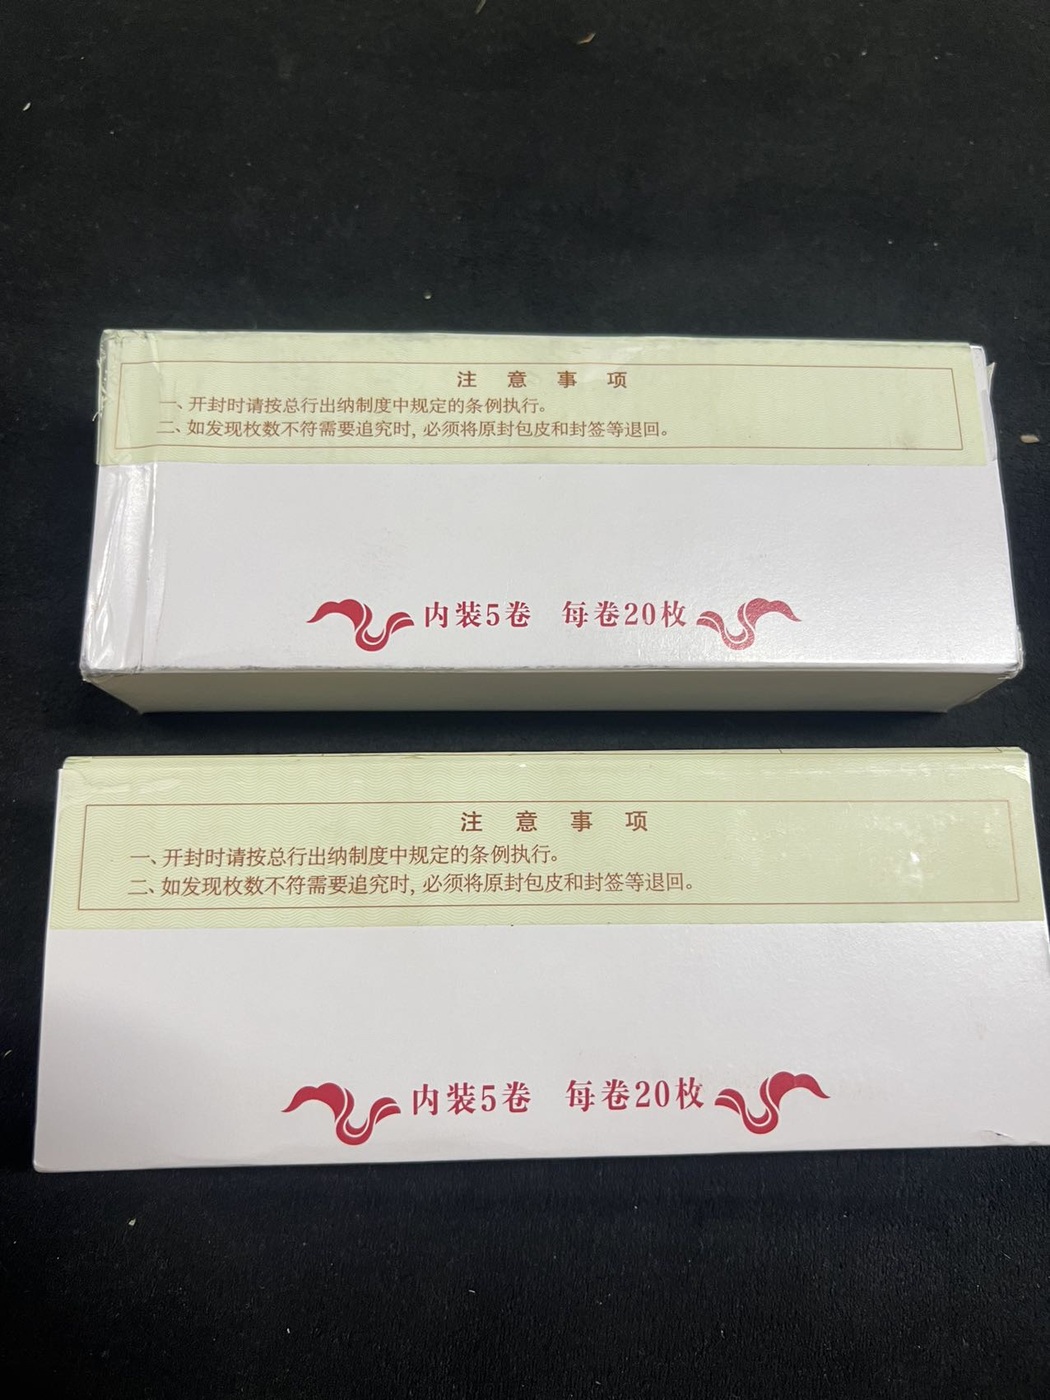 注意事项
一、开封时请按总行出纳制度中规定的条例执行。
二、如发现枚数不符需要追究时,必须将原封包皮和封签等退回。
内装5卷 每卷20枚
注意事项
一、开封时请按总行出纳制度中规定的条例执行。
二、如发现枚数不符需要追究时,必须将原封包皮和封签等退回。
内装5卷 每卷20枚